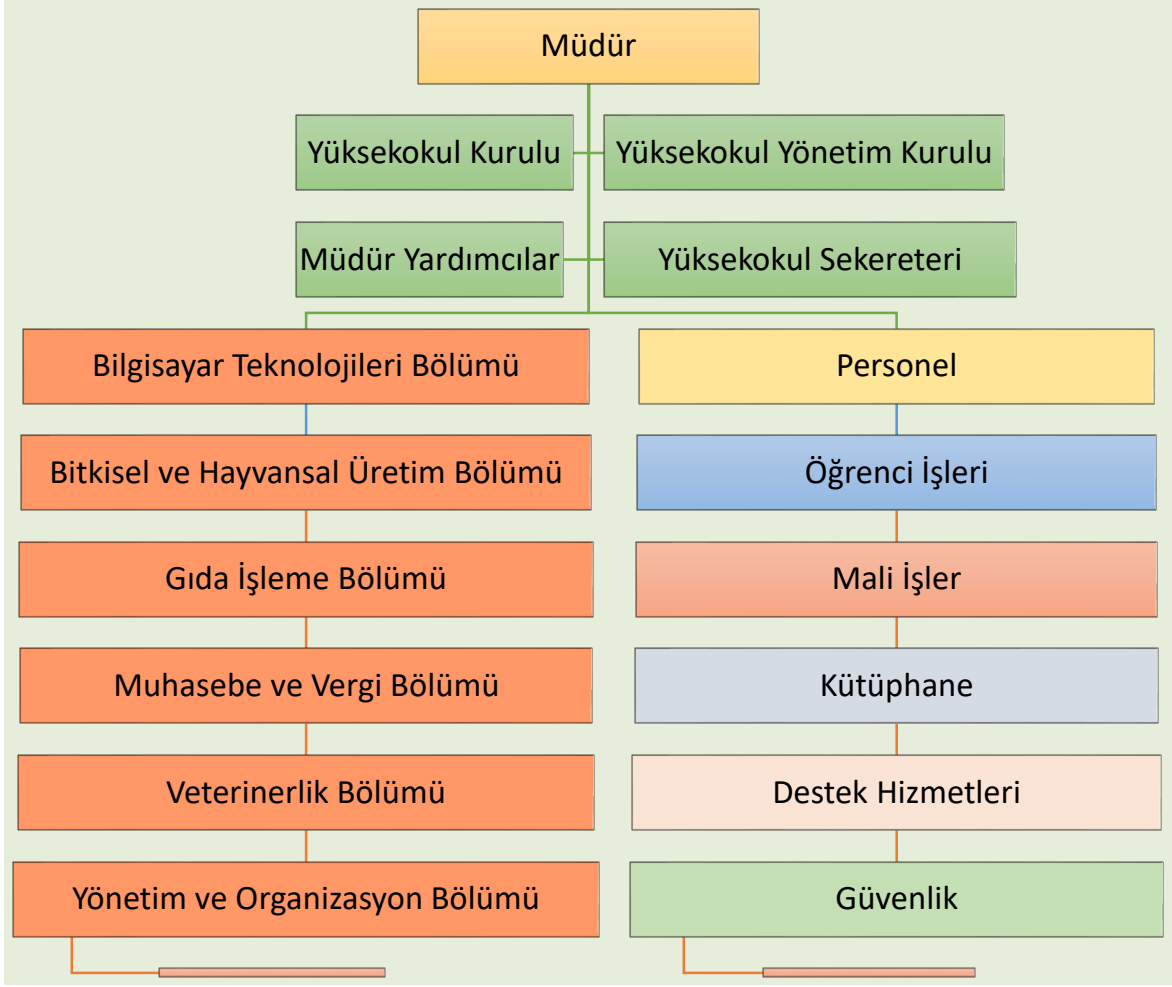 Müdür
Yüksekokul Kurulu
Yüksekokul Yönetim Kurulu
Müdür Yardımcılar
Yüksekokul Sekereteri
Bilgisayar Teknolojileri Bölümü
Personel
Bitkisel ve Hayvansal Üretim Bölümü
Öğrenci İşleri
Gıda İşleme Bölümü
Mali İşler
Muhasebe ve Vergi Bölümü
Kütüphane
Veterinerlik Bölümü
Destek Hizmetleri
Yönetim ve Organizasyon Bölümü
Güvenlik